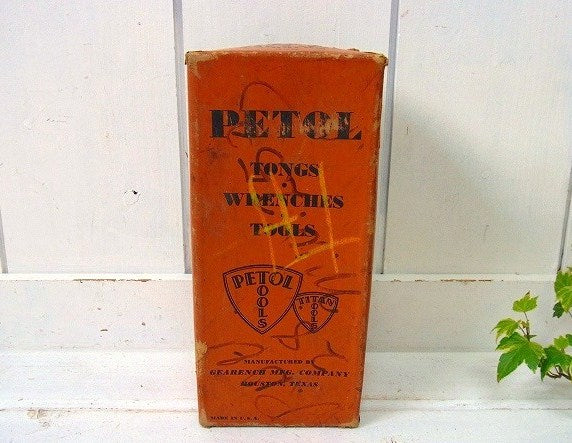 PETOL
TONGS
WRENCHES
TOOLS
PETOL
TOOLS
TITAN
TOOLS
MANUFACTURED BY
GEARENCH MFG. COMPANY
HOUSTON, TEXAS
MADE IN U.S.A.